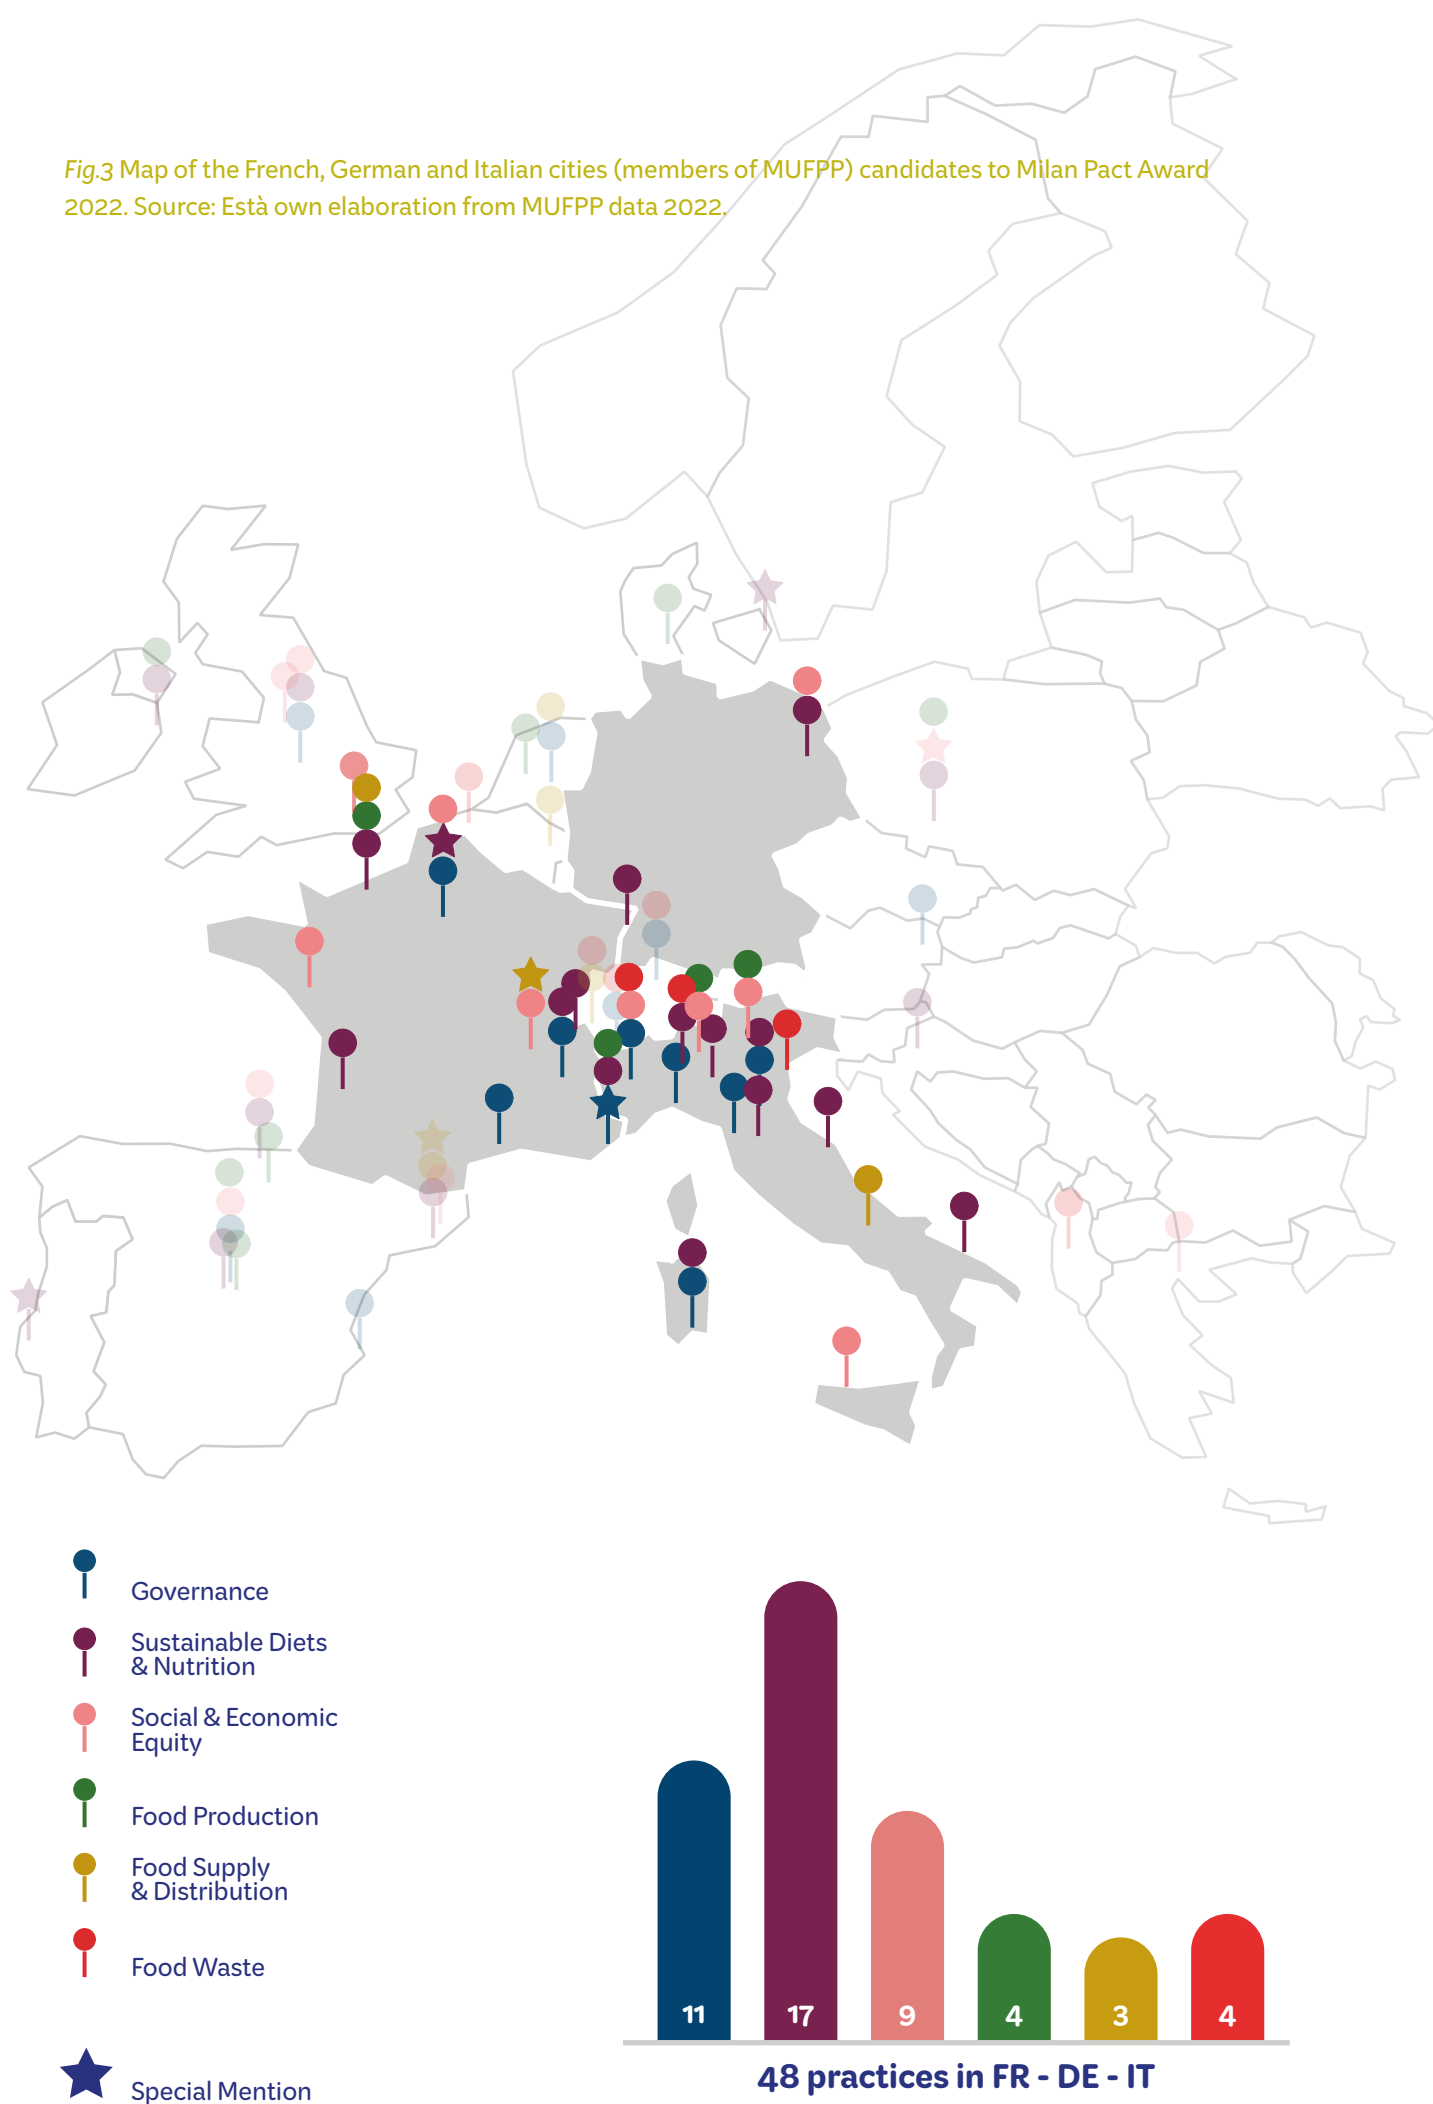 Fig.3 Map of the French, German and Italian cities (members of MUFPP) candidates to Milan Pact Award
2022. Source: Està own elaboration from MUFPP data 2022.
Governance
Sustainable Diets
& Nutrition
Social & Economic
Equity
Food Production
Food Supply
& Distribution
Food Waste
Special Mention
11 17 9 4 3 4
48 practices in FR - DE - IT